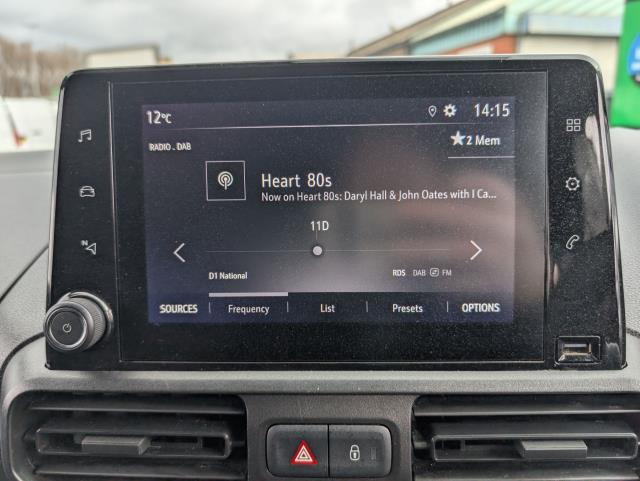 12°C 14:15
RADIO . DAB ★2 Mem
Heart 80s
Now on Heart 80s: Daryl Hall & John Oates with I Ca...
11D
D1 National RDS DAB FM
SOURCES Frequency List Presets OPTIONS